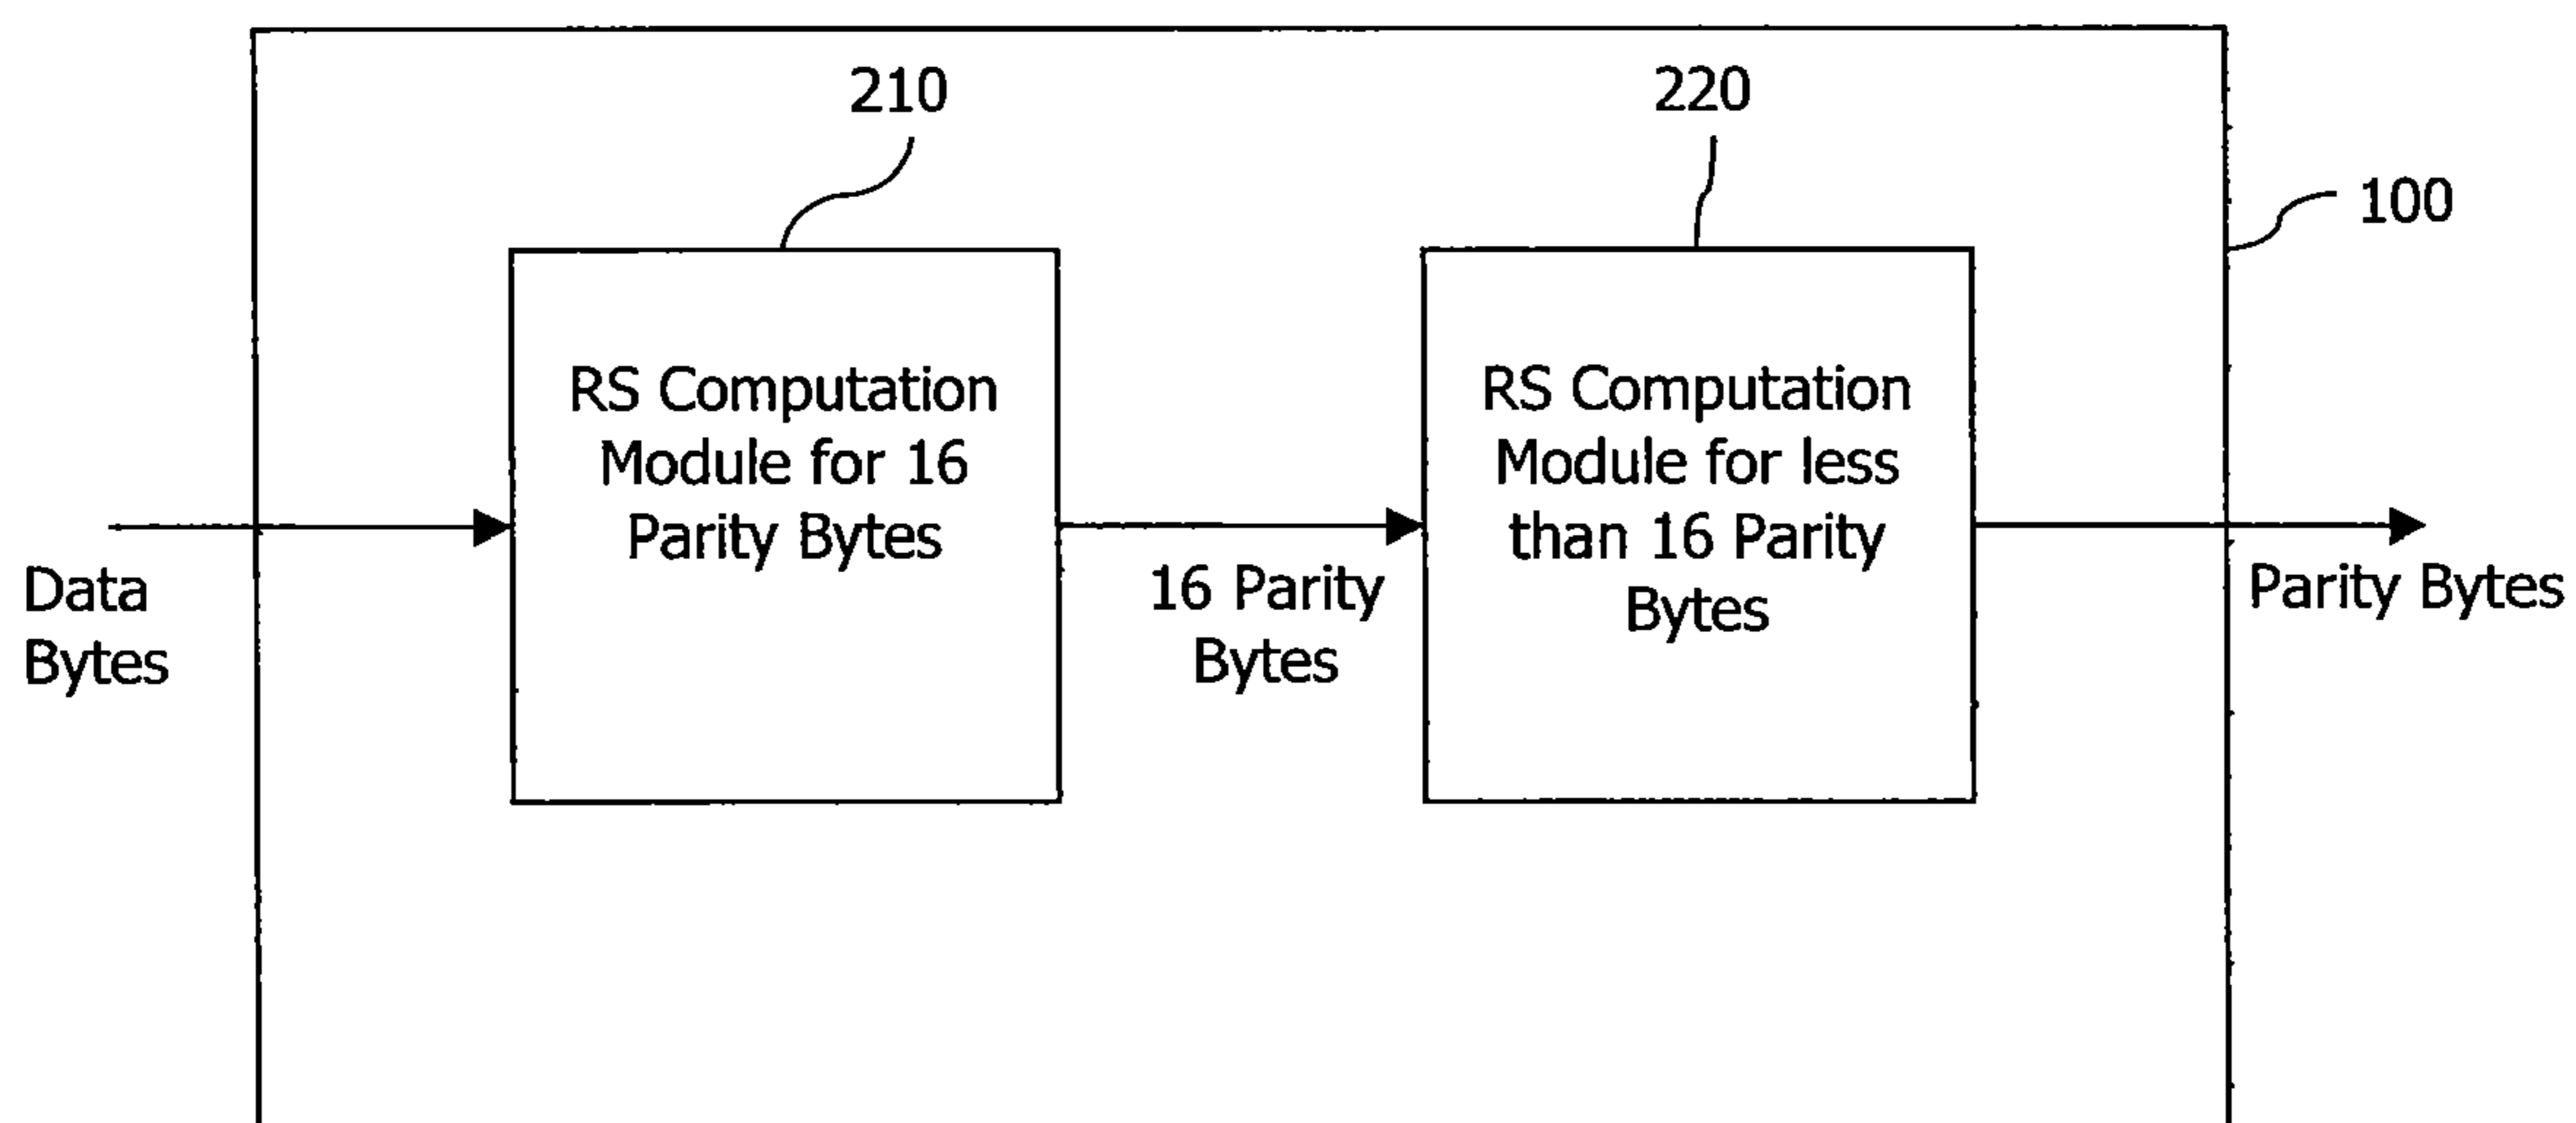 210
220
100
RS Computation
Module for 16
Parity Bytes
RS Computation
Module for less
than 16 Parity
Bytes
Data
Bytes
16 Parity
Bytes
Parity Bytes